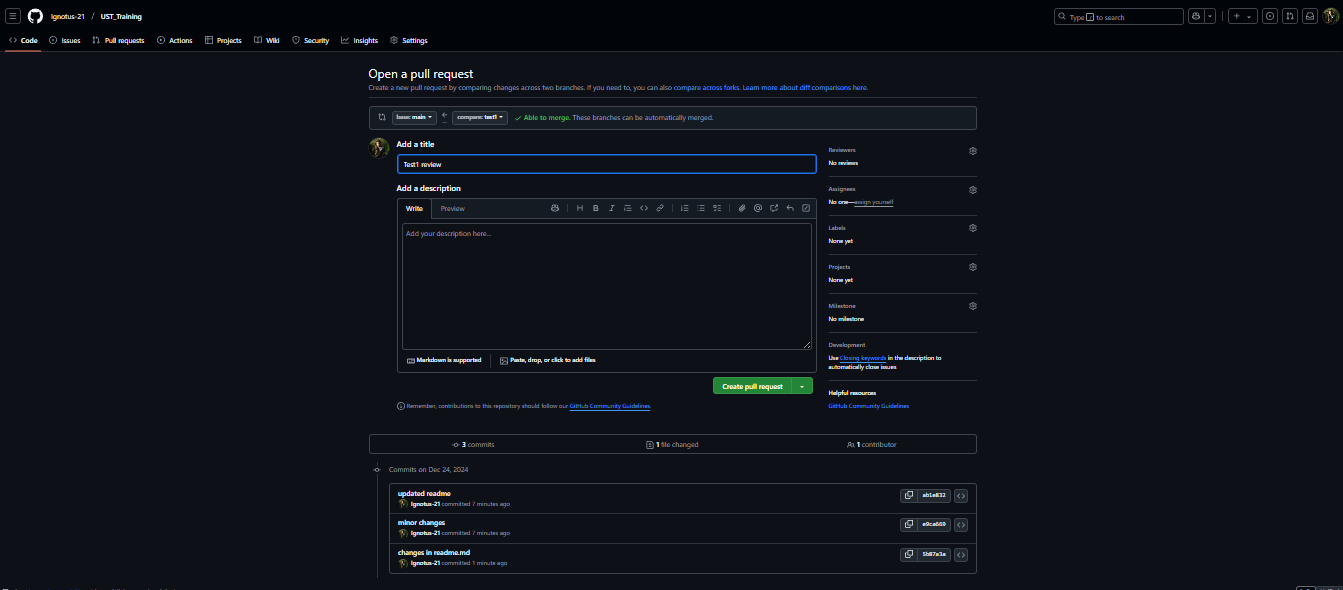 Ignotus-21 / UST_Training
Type / to search
Code Issues Pull requests Actions Projects Wiki Security Insights Settings
Open a pull request
Create a new pull request by comparing changes across two branches. If you need to, you can also compare across forks. Learn more about diff comparisons here.
base: main compare: test1 Able to merge. These branches can be automatically merged.
Add a title
Test1 review
Add a description
Write Preview
Add your description here...
Markdown is supported Paste, drop, or click to add files
Create pull request
Remember, contributions to this repository should follow our GitHub Community Guidelines.
Reviewers
No reviews
Assignees
No one—assign yourself
Labels
None yet
Projects
None yet
Milestone
No milestone
Development
Use Closing keywords in the description to
automatically close issues
Helpful resources
GitHub Community Guidelines
3 commits 1 file changed 1 contributor
Commits on Dec 24, 2024
updated readme
Ignotus-21 committed 7 minutes ago
ab1e832
minor changes
Ignotus-21 committed 7 minutes ago
e9ca669
changes in readme.md
Ignotus-21 committed 1 minute ago
5b87a3a